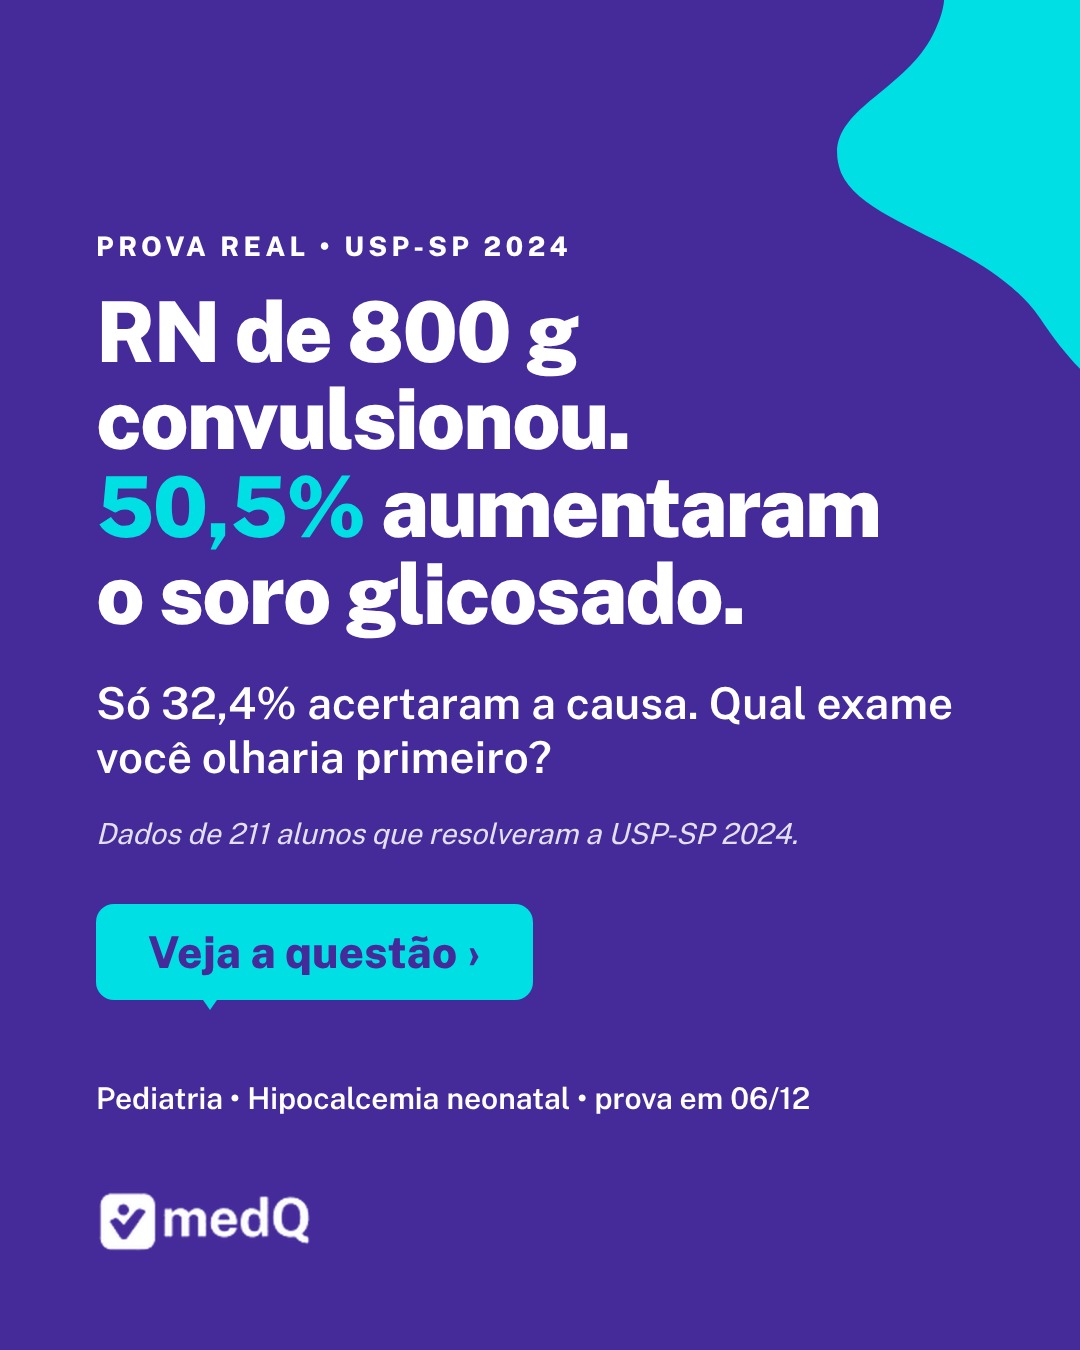 PROVA REAL • USP-SP 2024
RN de 800 g
convulsionou.
50,5% aumentaram
o soro glicosado.
Só 32,4% acertaram a causa. Qual exame
você olharia primeiro?
Dados de 211 alunos que resolveram a USP-SP 2024.
Veja a questão ›
Pediatria • Hipocalcemia neonatal • prova em 06/12
medQ